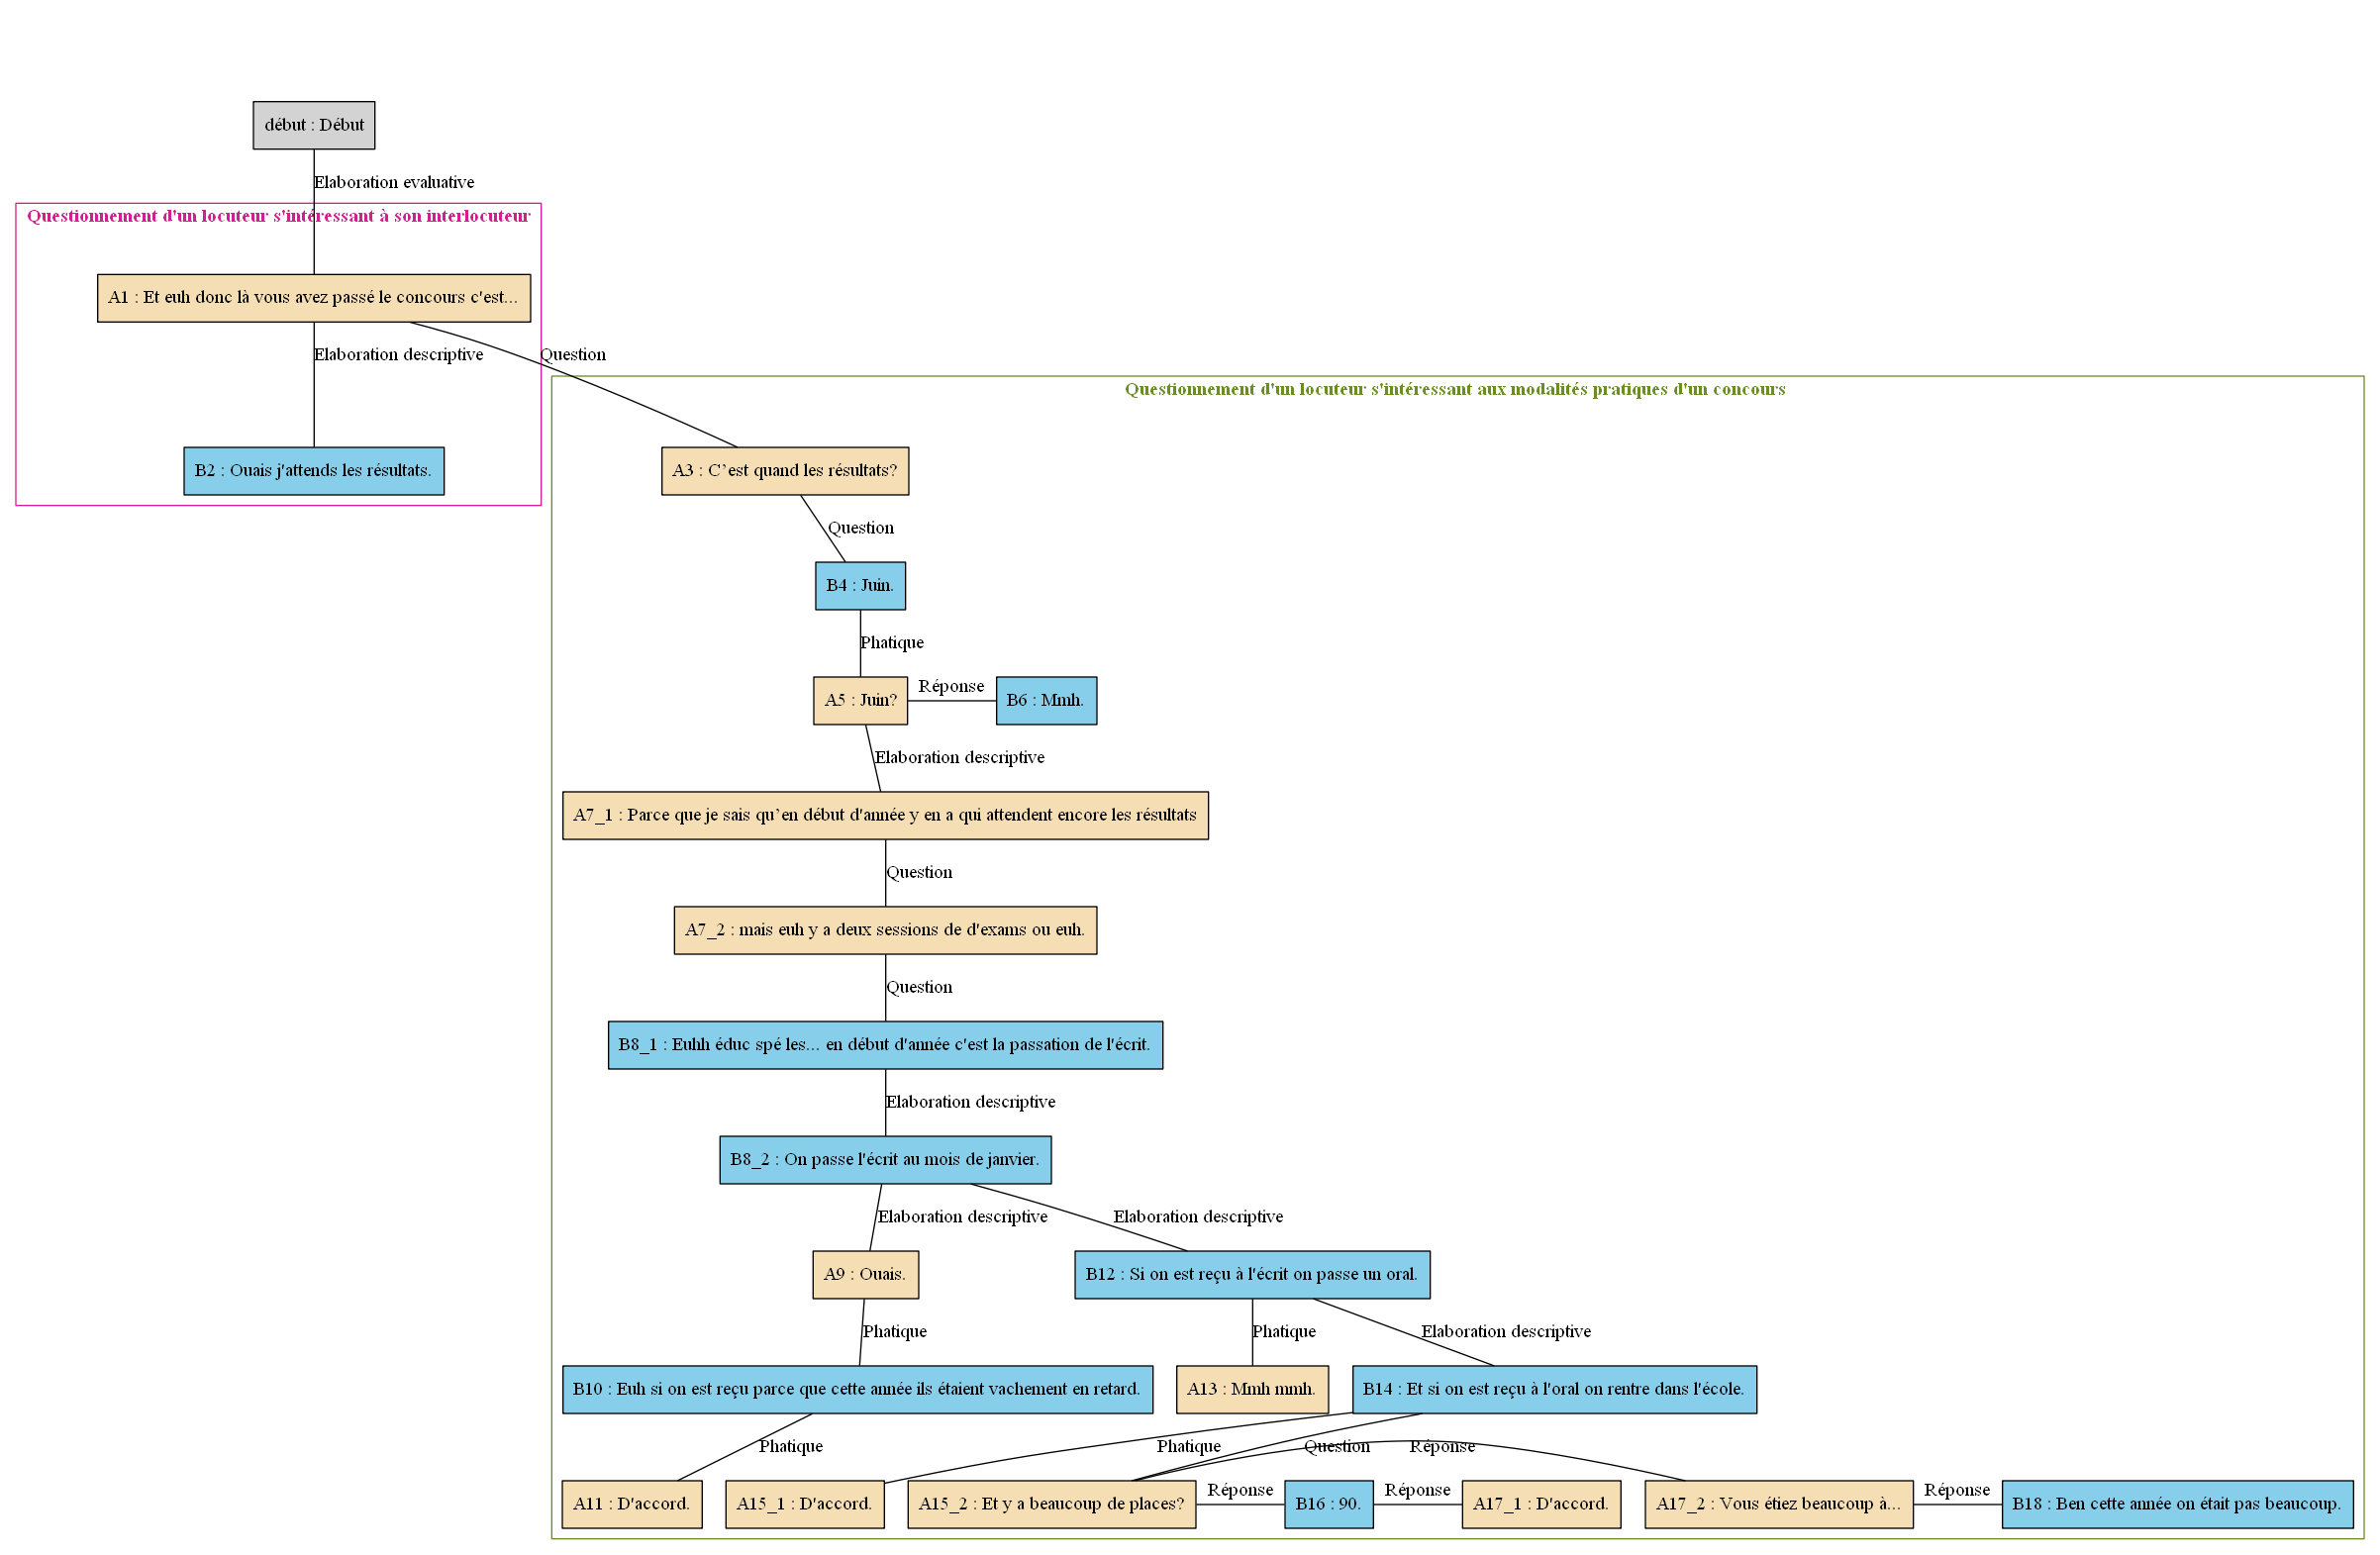 début : Début
Elaboration evaluative
Questionnement d'un locuteur s'intéressant à son interlocuteur
A1 : Et euh donc là vous avez passé le concours c'est...
Elaboration descriptive
Question
Questionnement d'un locuteur s'intéressant aux modalités pratiques d'un concours
B2 : Ouais j'attends les résultats.
A3 : C’est quand les résultats?
Question
B4 : Juin.
Phatique
A5 : Juin?
Réponse
B6 : Mmh.
Elaboration descriptive
A7_1 : Parce que je sais qu’en début d'année y en a qui attendent encore les résultats
Question
A7_2 : mais euh y a deux sessions de d'exams ou euh.
Question
B8_1 : Euhh éduc spé les... en début d'année c'est la passation de l'écrit.
Elaboration descriptive
B8_2 : On passe l'écrit au mois de janvier.
Elaboration descriptive
Elaboration descriptive
A9 : Ouais.
B12 : Si on est reçu à l'écrit on passe un oral.
Phatique
Phatique
Elaboration descriptive
B10 : Euh si on est reçu parce que cette année ils étaient vachement en retard.
A13 : Mmh mmh.
B14 : Et si on est reçu à l'oral on rentre dans l'école.
Phatique
Phatique
Question
Réponse
A11 : D'accord.
A15_1 : D'accord.
A15_2 : Et y a beaucoup de places?
Réponse
B16 : 90.
Réponse
A17_1 : D'accord.
A17_2 : Vous étiez beaucoup à...
Réponse
B18 : Ben cette année on était pas beaucoup.